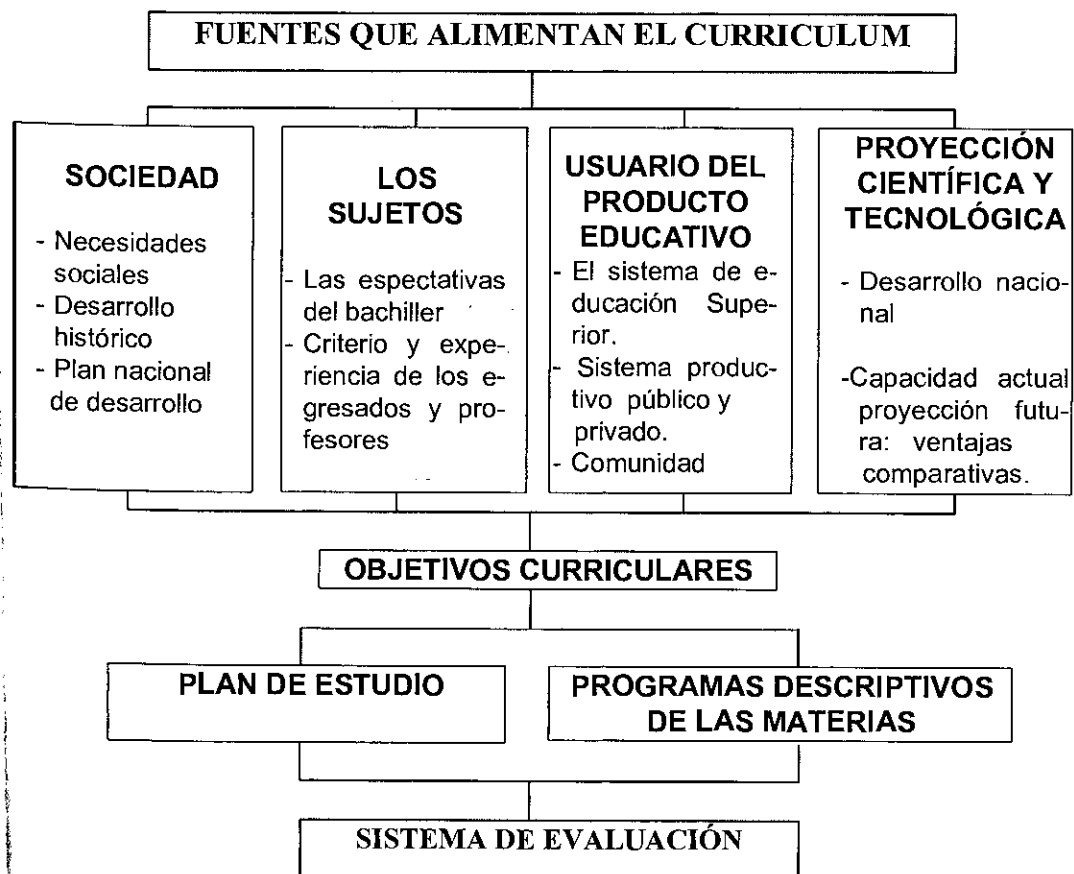 FUENTES QUE ALIMENTAN EL CURRICULUM
SOCIEDAD
- Necesidades
sociales
- Desarrollo
histórico
- Plan nacional
de desarrollo
LOS
SUJETOS
- Las espectativas
del bachiller
- Criterio y expe-
riencia de los e-
gresados y pro-
fesores
USUARIO DEL
PRODUCTO
EDUCATIVO
- El sistema de e-
ducación Supe-
rior.
- Sistema produc-
tivo público y
privado.
- Comunidad
PROYECCIÓN
CIENTÍFICA Y
TECNOLÓGICA
- Desarrollo nacio-
nal
-Capacidad actual
proyección futu-
ra: ventajas
comparativas.
OBJETIVOS CURRICULARES
PLAN DE ESTUDIO
PROGRAMAS DESCRIPTIVOS
DE LAS MATERIAS
SISTEMA DE EVALUACIÓN